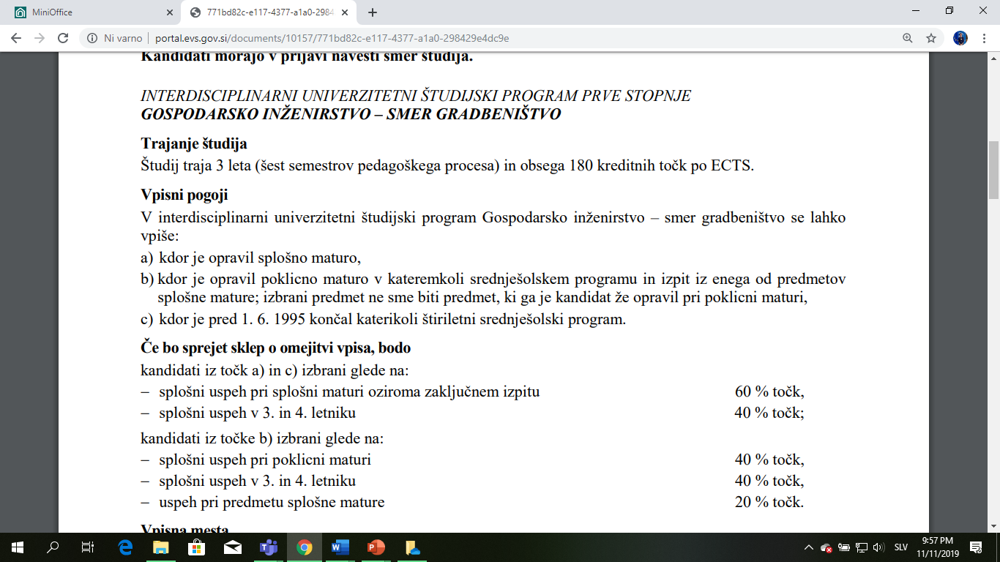 MiniOffice
771bd82c-e117-4377-a1a0-2984
Ni varno
portal.evs.gov.si/documents/10157/771bd82c-e117-4377-a1a0-298429e4dc9e
Kandidati morajo v prijavi navesti smer študija.
INTERDISCIPLINARNI UNIVERZITETNI ŠTUDIJSKI PROGRAM PRVE STOPNJE
GOSPODARSKO INŽENIRSTVO – SMER GRADBENIŠTVO
Trajanje študija
Študij traja 3 leta (šest semestrov pedagoškega procesa) in obsega 180 kreditnih točk po ECTS.
Vpisni pogoji
V interdisciplinarni univerzitetni študijski program Gospodarsko inženirstvo – smer gradbeništvo se lahko
vpiše:
a) kdor je opravil splošno maturo,
b) kdor je opravil poklicno maturo v kateremkoli srednješolskem programu in izpit iz enega od predmetov
splošne mature; izbrani predmet ne sme biti predmet, ki ga je kandidat že opravil pri poklicni maturi,
c) kdor je pred 1. 6. 1995 končal katerikoli štiriletni srednješolski program.
Če bo sprejet sklep o omejitvi vpisa, bodo
kandidati iz točk a) in c) izbrani glede na:
– splošni uspeh pri splošni maturi oziroma zaključnem izpitu 60 % točk,
– splošni uspeh v 3. in 4. letniku 40 % točk;
kandidati iz točke b) izbrani glede na:
– splošni uspeh pri poklicni maturi 40 % točk,
– splošni uspeh v 3. in 4. letniku 40 % točk,
– uspeh pri predmetu splošne mature 20 % točk.
Vpisna mesta
SLV
9:57 PM
11/11/2019